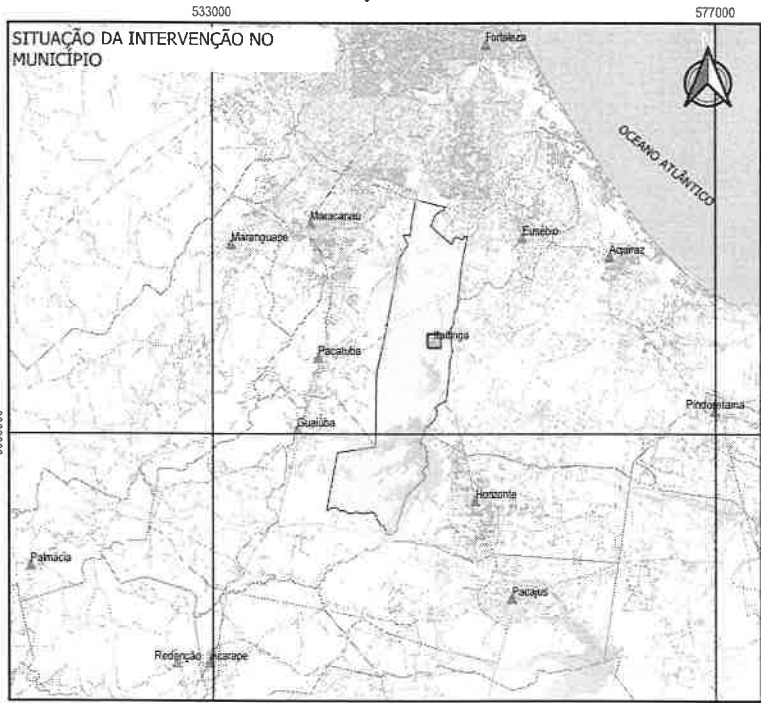 533000
577000
SITUAÇÃO DA INTERVENÇÃO NO
MUNICÍPIO
Fortaleza
OCEANO ATLÂNTICO
Maracanaú
Maranguape
Eusébio
Aquiraz
Itaitinga
Pacatuba
Pindoretama
Guaiúba
Horizonte
Palmácia
Pacajus
Redenção
Acarape